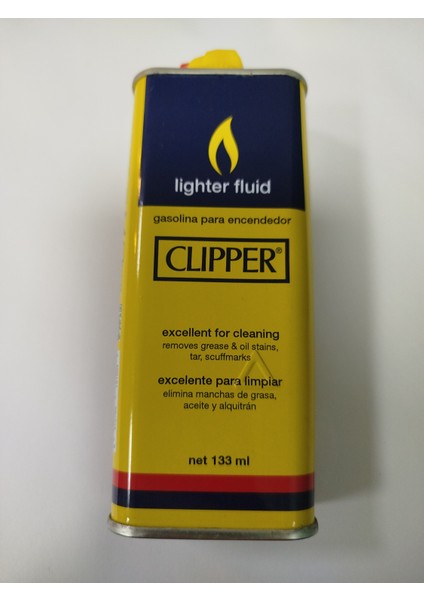 lighter fluid
gasolina para encendedor
CLIPPER®
excellent for cleaning
removes grease & oil stains,
tar, scuffmarks
excelente para limpiar
elimina manchas de grasa,
aceite y alquitrán
net 133 ml